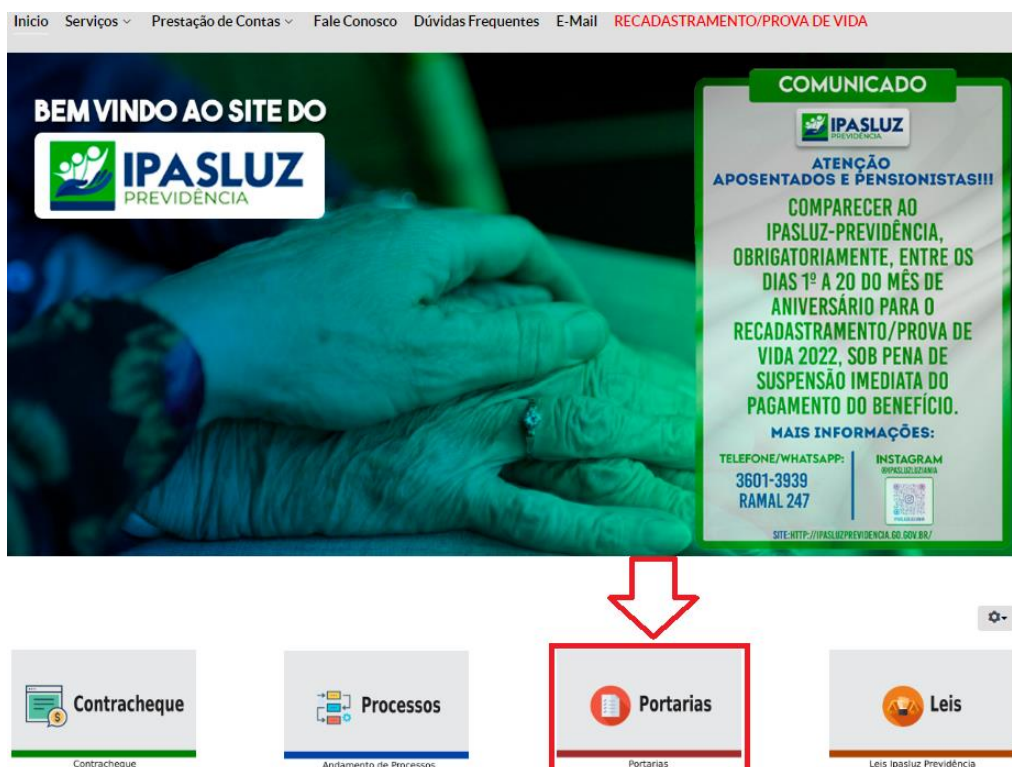 Inicio Serviços Prestação de Contas Fale Conosco Dúvidas Frequentes E-Mail RECADASTRAMENTO/PROVA DE VIDA
BEM VINDO AO SITE DO
IPASLUZ
PREVIDÊNCIA
COMUNICADO
IPASLUZ
PREVIDÊNCIA
ATENÇÃO
APOSENTADOS E PENSIONISTAS!!!
COMPARECER AO
IPASLUZ-PREVIDÊNCIA,
OBRIGATORIAMENTE, ENTRE OS
DIAS 1º A 20 DO MÊS DE
ANIVERSÁRIO PARA O
RECADASTRAMENTO/PROVA DE
VIDA 2022, SOB PENA DE
SUSPENSÃO IMEDIATA DO
PAGAMENTO DO BENEFÍCIO.
MAIS INFORMAÇÕES:
TELEFONE/WHATSAPP:
3601-3939
RAMAL 247
INSTAGRAM
@IPASLUZLUZIANIA
SITE:HTTP://IPASLUZPREVIDENCIA.GO.GOV.BR/
Contracheque
Processos
Portarias
Leis
Contracheque
Andamento de Processos
Portarias
Leis Ipasluz Previdência